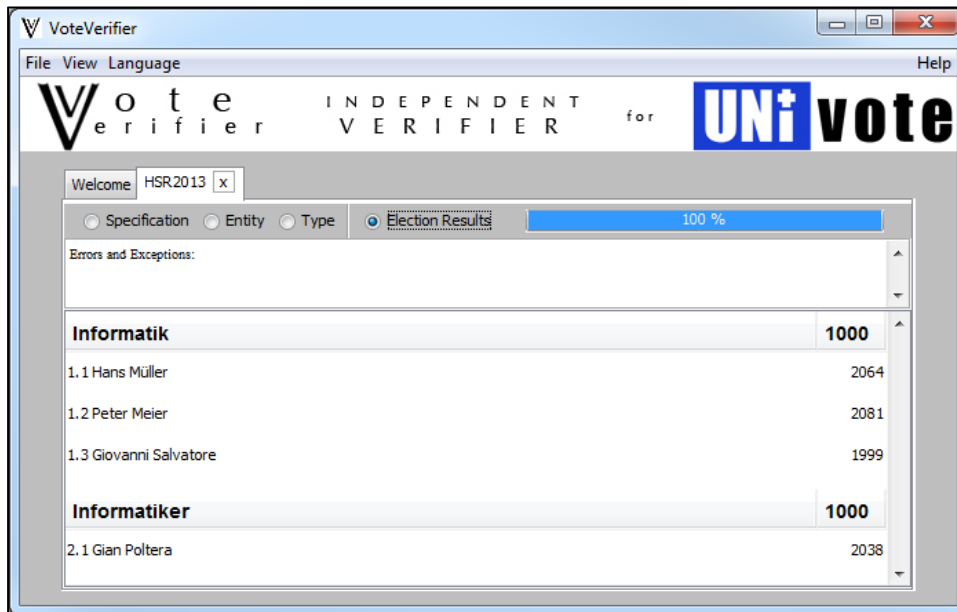 VoteVerifier
File View Language Help
Vote Verifier INDEPENDENT VERIFIER for UNi vote
Welcome HSR2013 x
Specification Entity Type Election Results 100 %
Errors and Exceptions:
Informatik 1000
1.1 Hans Müller 2064
1.2 Peter Meier 2081
1.3 Giovanni Salvatore 1999
Informatiker 1000
2.1 Gian Poltera 2038